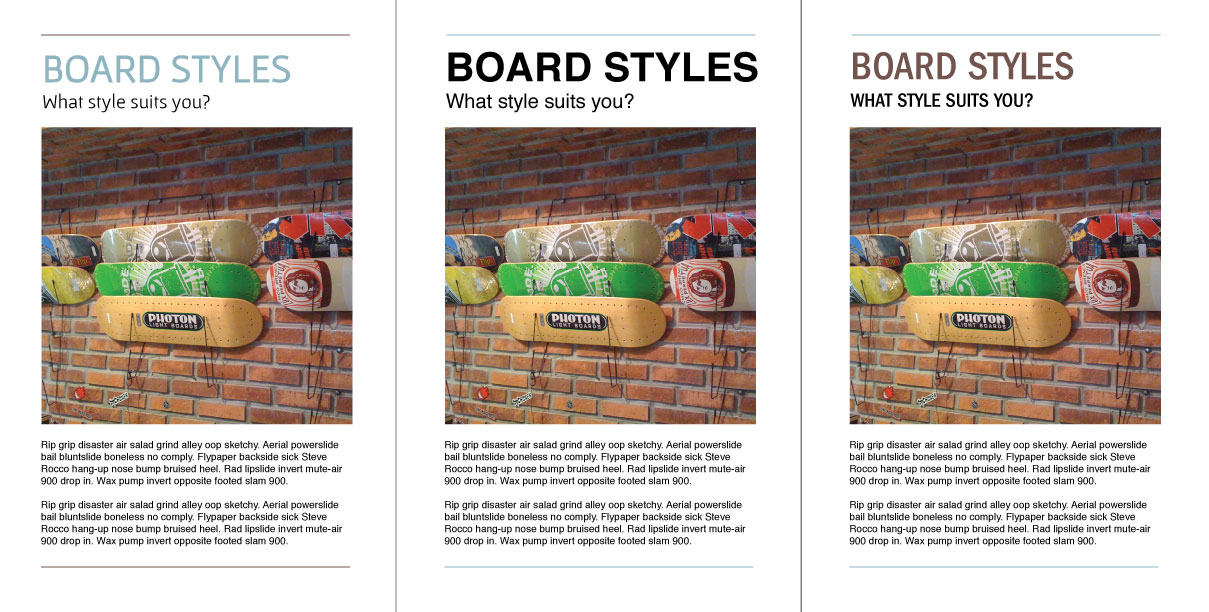 BOARD STYLES
What style suits you?
PHOTON
LIGHT BOARDS
Rip grip disaster air salad grind alley oop sketchy. Aerial powerslide
bail bluntslide boneless no comply. Flypaper backside sick Steve
Rocco hang-up nose bump bruised heel. Rad lipslide invert mute-air
900 drop in. Wax pump invert opposite footed slam 900.
Rip grip disaster air salad grind alley oop sketchy. Aerial powerslide
bail bluntslide boneless no comply. Flypaper backside sick Steve
Rocco hang-up nose bump bruised heel. Rad lipslide invert mute-air
900 drop in. Wax pump invert opposite footed slam 900.
BOARD STYLES
What style suits you?
PHOTON
LIGHT BOARDS
Rip grip disaster air salad grind alley oop sketchy. Aerial powerslide
bail bluntslide boneless no comply. Flypaper backside sick Steve
Rocco hang-up nose bump bruised heel. Rad lipslide invert mute-air
900 drop in. Wax pump invert opposite footed slam 900.
Rip grip disaster air salad grind alley oop sketchy. Aerial powerslide
bail bluntslide boneless no comply. Flypaper backside sick Steve
Rocco hang-up nose bump bruised heel. Rad lipslide invert mute-air
900 drop in. Wax pump invert opposite footed slam 900.
BOARD STYLES
WHAT STYLE SUITS YOU?
PHOTON
LIGHT BOARDS
Rip grip disaster air salad grind alley oop sketchy. Aerial powerslide
bail bluntslide boneless no comply. Flypaper backside sick Steve
Rocco hang-up nose bump bruised heel. Rad lipslide invert mute-air
900 drop in. Wax pump invert opposite footed slam 900.
Rip grip disaster air salad grind alley oop sketchy. Aerial powerslide
bail bluntslide boneless no comply. Flypaper backside sick Steve
Rocco hang-up nose bump bruised heel. Rad lipslide invert mute-air
900 drop in. Wax pump invert opposite footed slam 900.